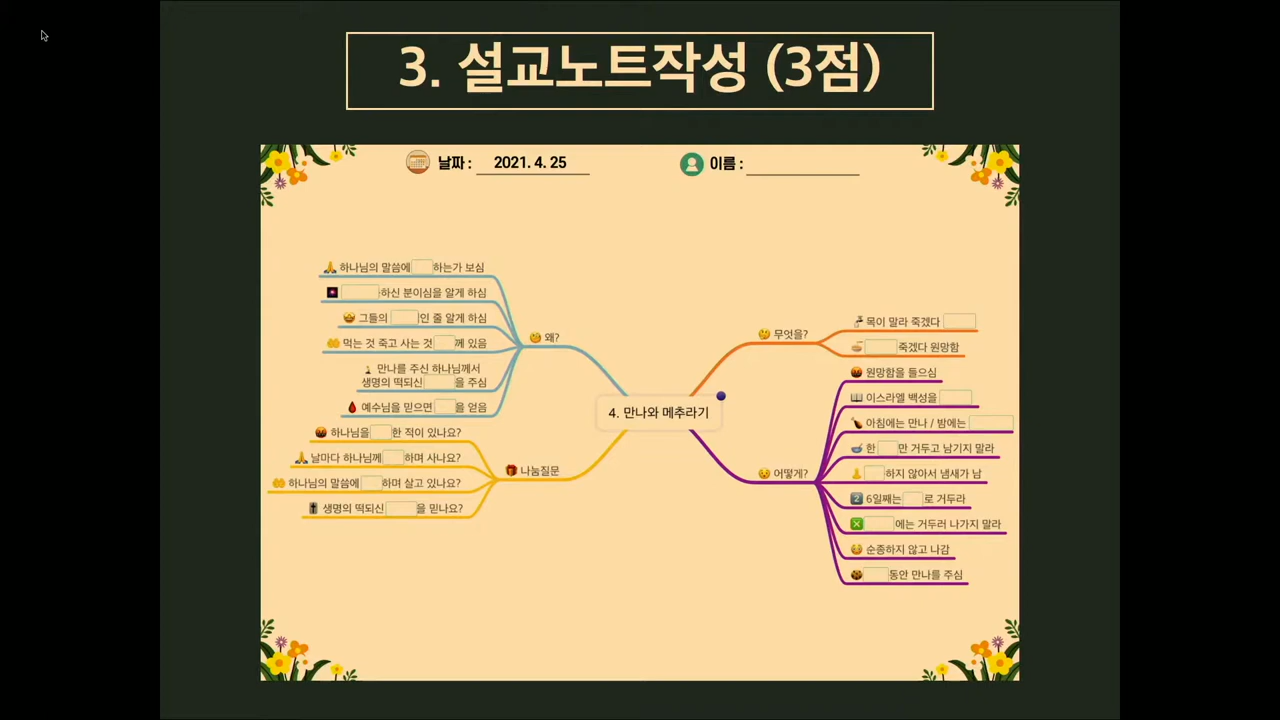 3. 설교노트작성 (3점)
날짜 : 2021. 4. 25
이름 :
하나님의 말씀에 하는가 보심
하신 분이심을 알게 하심
그들의 인 줄 알게 하심
먹는 것 죽고 사는 것 께 있음
만나를 주신 하나님께서
생명의 떡되신 을 주심
예수님을 믿으면 을 얻음
왜?
하나님을 한 적이 있나요?
날마다 하나님께 하며 사나요?
하나님의 말씀에 하며 살고 있나요?
생명의 떡되신 을 믿나요?
나눔질문
4. 만나와 메추라기
무엇을?
목이 말라 죽겠다
죽겠다 원망함
어떻게?
원망함을 들으심
이스라엘 백성을
아침에는 만나 / 밤에는
한 만 거두고 남기지 말라
하지 않아서 냄새가 남
2 6일째는 로 거두라
에는 거두러 나가지 말라
순종하지 않고 나감
동안 만나를 주심